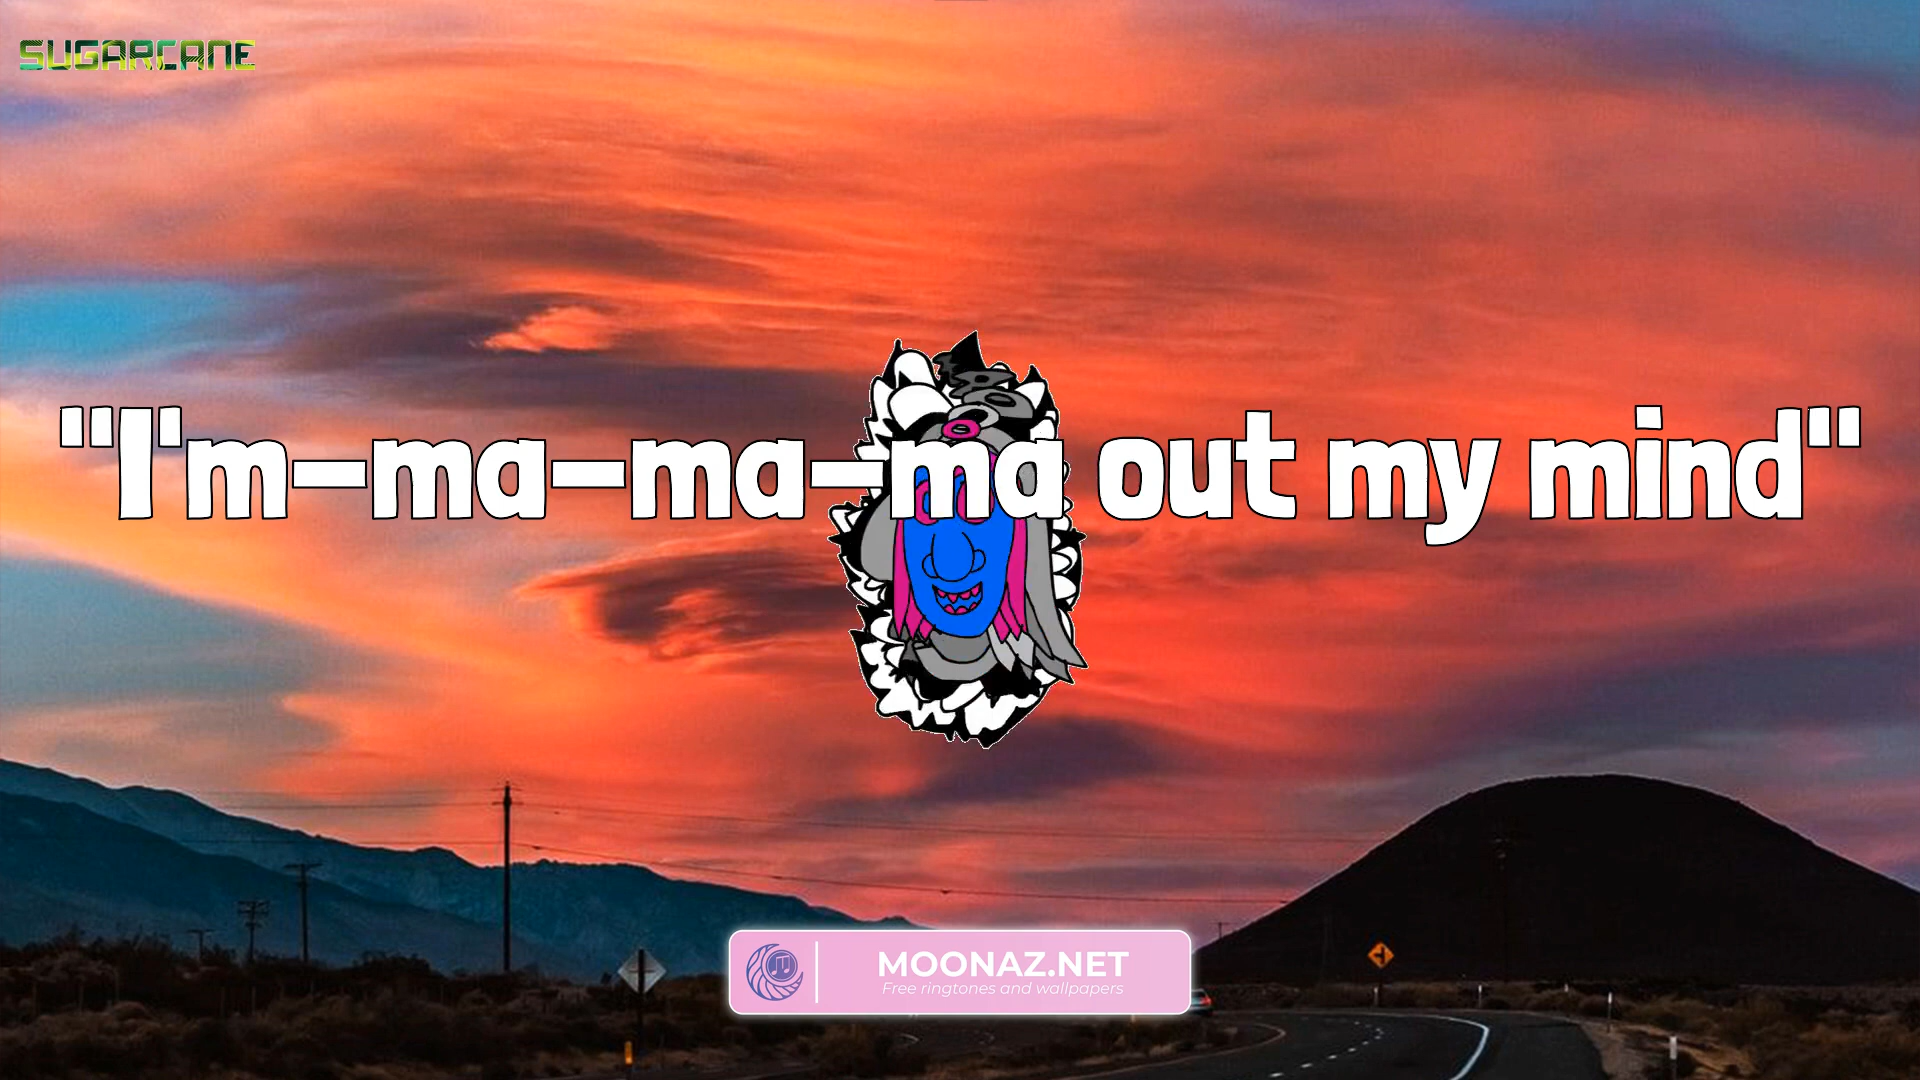 SUGARCANE
"I'm-ma-ma-ma out my mind"
MOONAZ.NET
Free ringtones and wallpapers